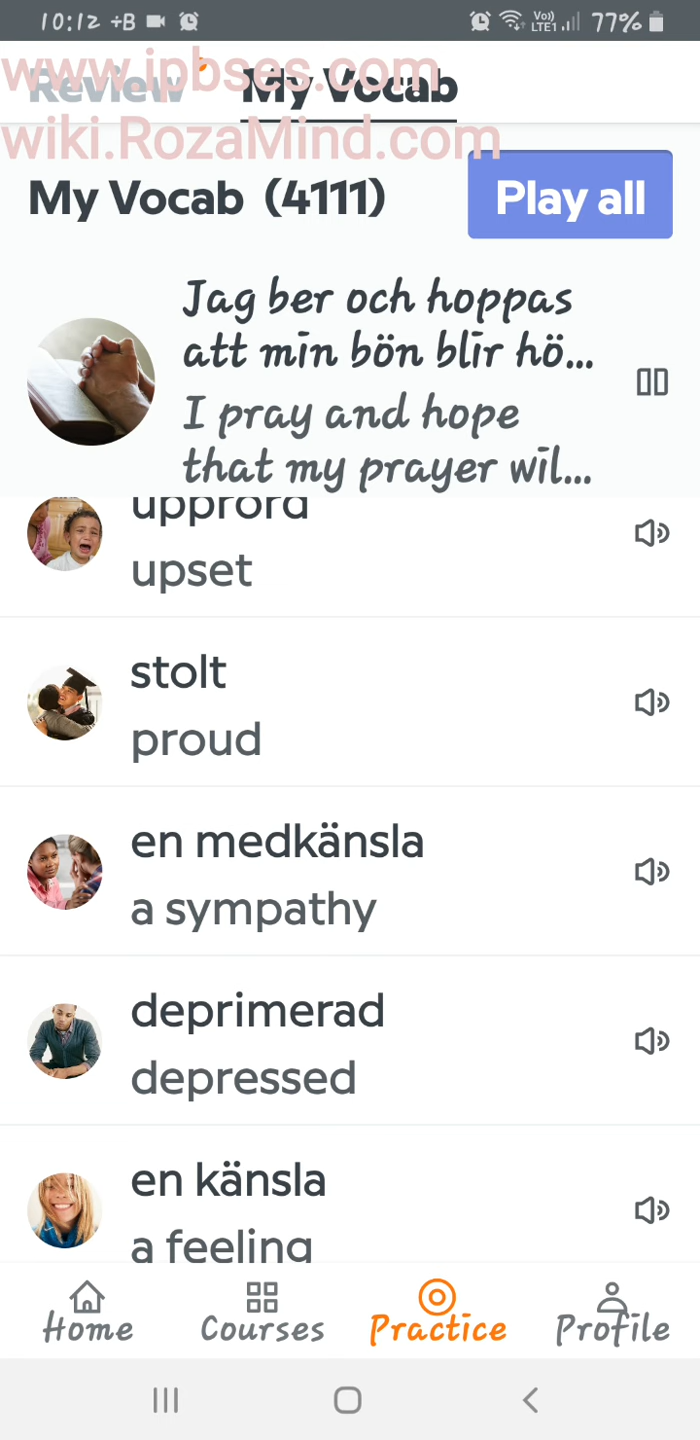 10:12 +B
Vo)) LTE1 77%
www.ipbses.com
Review My Vocab
wiki.RozaMind.com
My Vocab (4111)
Play all
Jag ber och hoppas
att min bön blir hö...
I pray and hope
that my prayer wil...
upprörd
upset
stolt
proud
en medkänsla
a sympathy
deprimerad
depressed
en känsla
a feeling
Home Courses Practice Profile